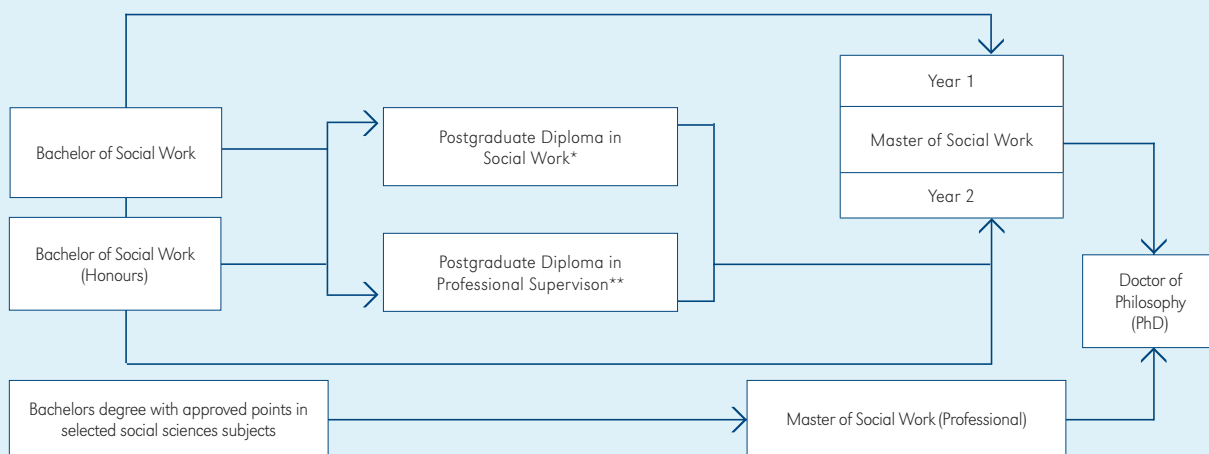 Bachelor of Social Work
Bachelor of Social Work
(Honours)
Postgraduate Diploma in
Social Work*
Postgraduate Diploma in
Professional Supervison**
Year 1
Master of Social Work
Year 2
Doctor of
Philosophy
(PhD)
Bachelors degree with approved points in
selected social sciences subjects
Master of Social Work (Professional)